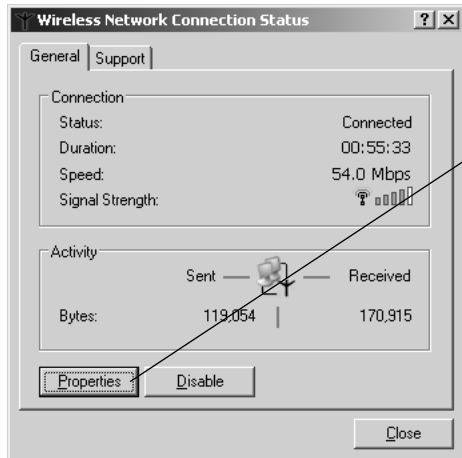 Wireless Network Connection Status
General Support
Connection
Status: Connected
Duration: 00:55:33
Speed: 54.0 Mbps
Signal Strength:
Activity
Sent Received
Bytes: 119,054 170,915
Properties Disable
Close